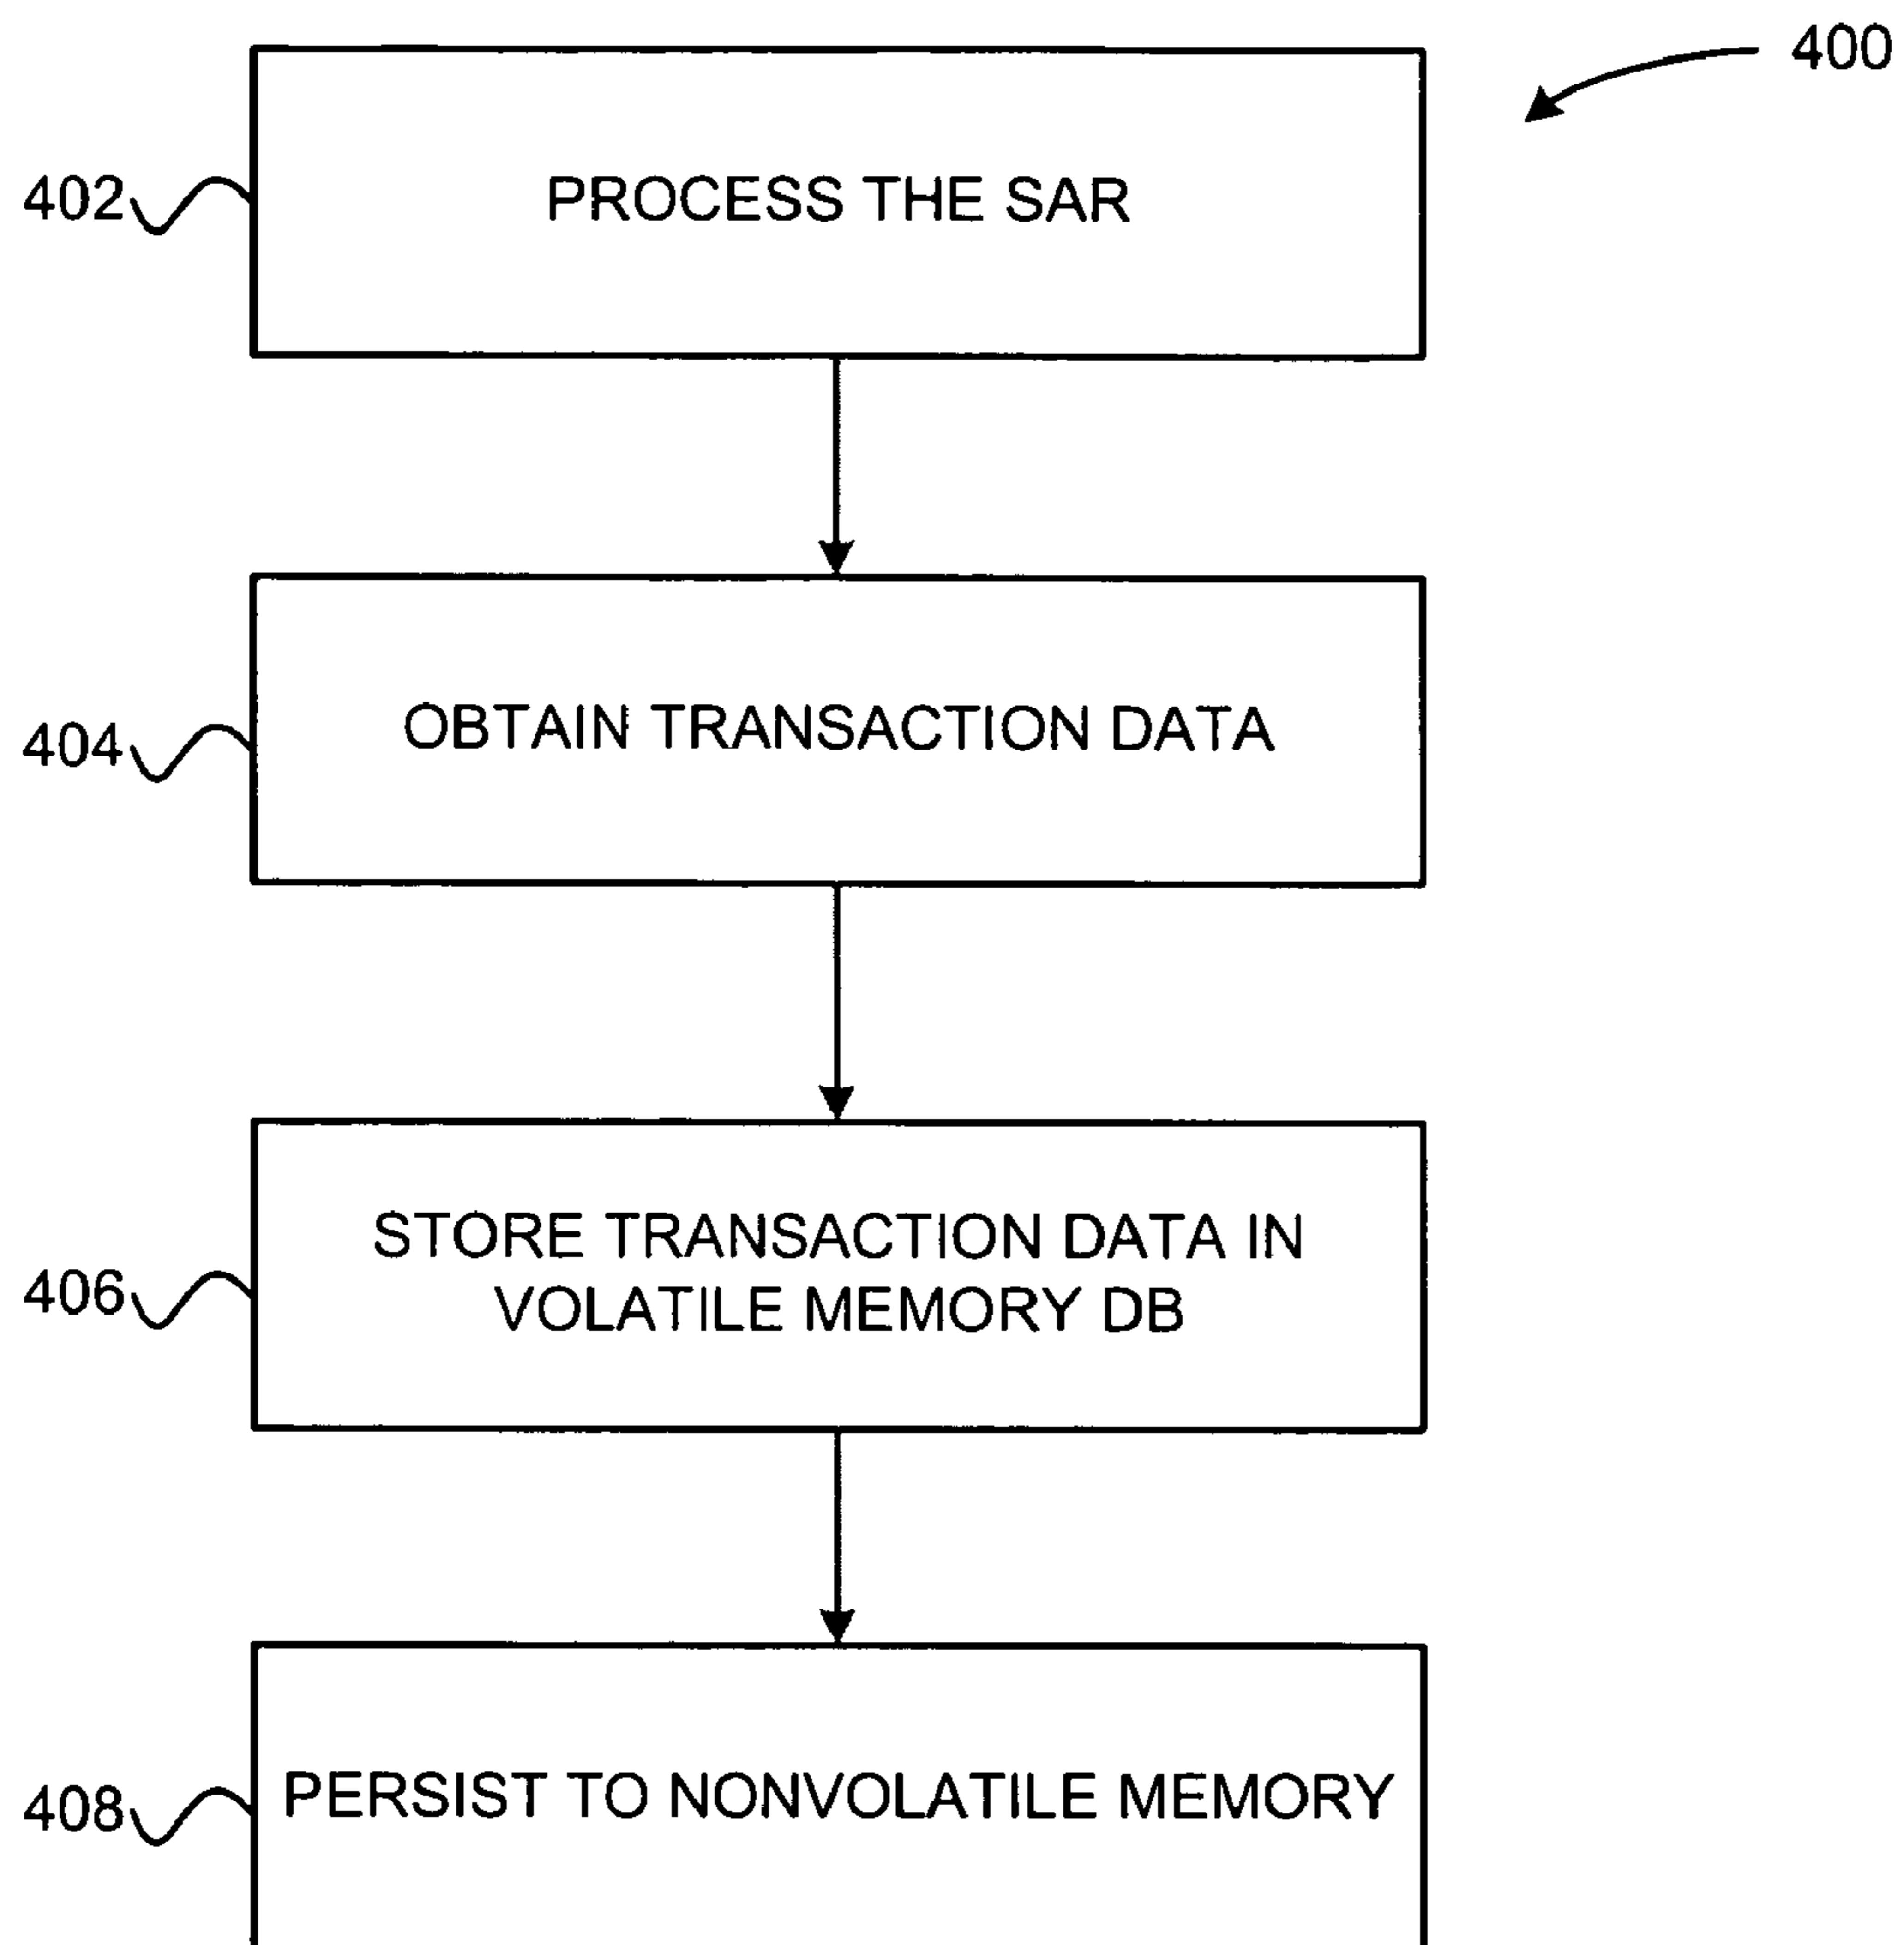 400
402
PROCESS THE SAR
404
OBTAIN TRANSACTION DATA
406
STORE TRANSACTION DATA IN
VOLATILE MEMORY DB
408
PERSIST TO NONVOLATILE MEMORY